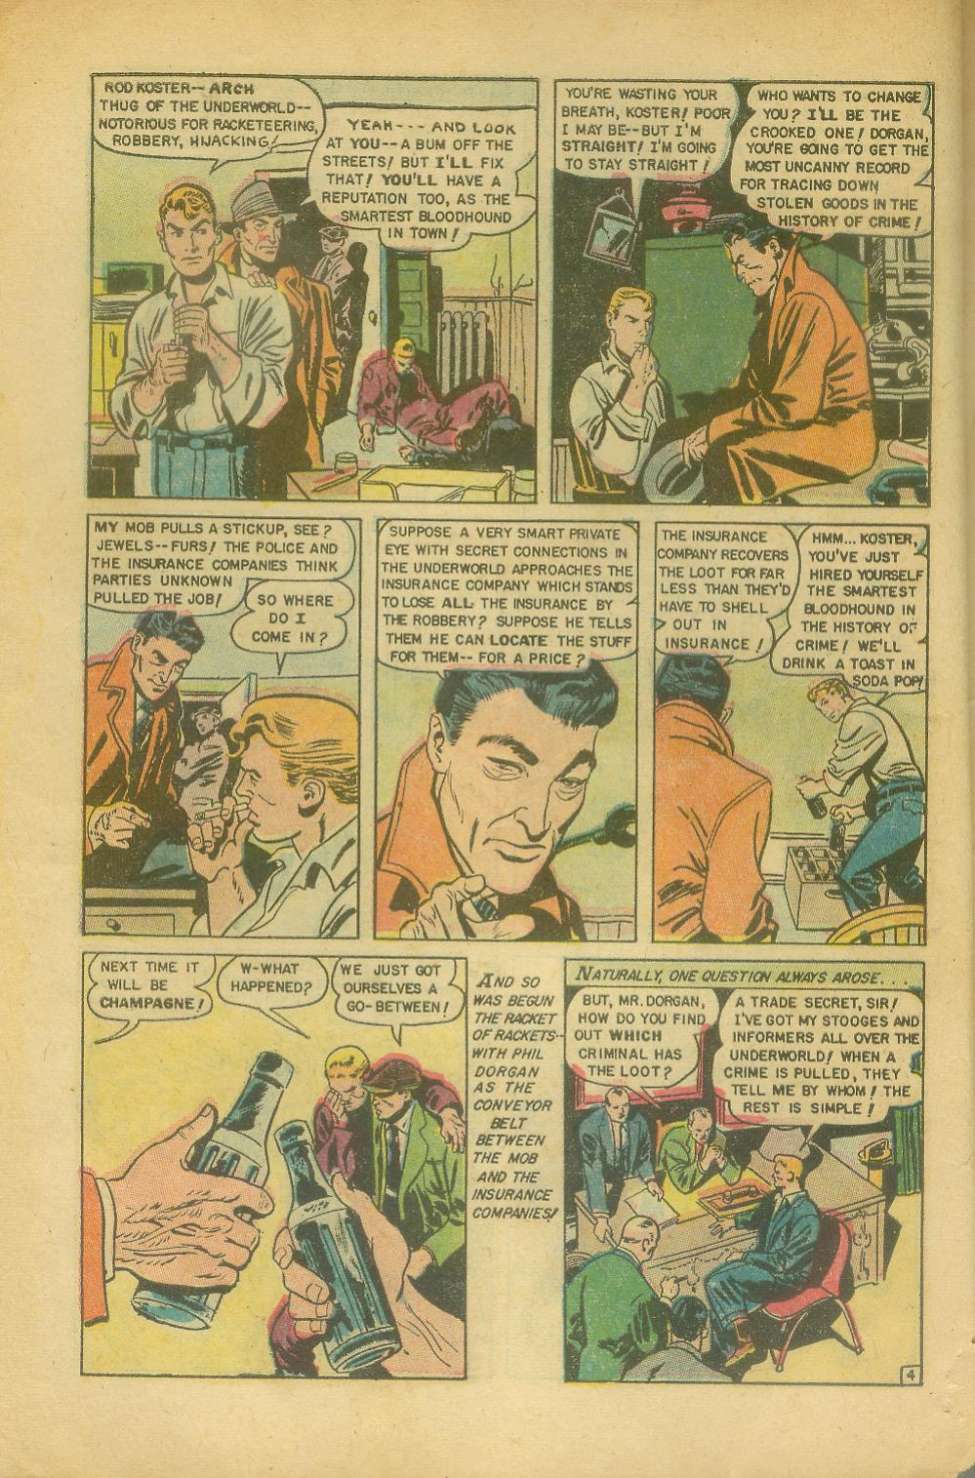 ROD KOSTER-- ARCH
THUG OF THE UNDERWORLD--
NOTORIOUS FOR RACKETEERING,
ROBBERY, HIJACKING!
YEAH--- AND LOOK
AT YOU-- A BUM OFF THE
STREETS! BUT I'LL FIX
THAT! YOU'LL HAVE A
REPUTATION TOO, AS THE
SMARTEST BLOODHOUND
IN TOWN!
YOU'RE WASTING YOUR
BREATH, KOSTER! POOR
I MAY BE-- BUT I'M
STRAIGHT! I'M GOING
TO STAY STRAIGHT!
WHO WANTS TO CHANGE
YOU? I'LL BE THE
CROOKED ONE! DORGAN,
YOU'RE GOING TO GET THE
MOST UNCANNY RECORD
FOR TRACING DOWN
STOLEN GOODS IN THE
HISTORY OF CRIME!
MY MOB PULLS A STICKUP, SEE?
JEWELS-- FURS! THE POLICE AND
THE INSURANCE COMPANIES THINK
PARTIES UNKNOWN
PULLED THE JOB!
SO WHERE
DO I
COME IN?
SUPPOSE A VERY SMART PRIVATE
EYE WITH SECRET CONNECTIONS IN
THE UNDERWORLD APPROACHES THE
INSURANCE COMPANY WHICH STANDS
TO LOSE ALL THE INSURANCE BY
THE ROBBERY? SUPPOSE HE TELLS
THEM HE CAN LOCATE THE STUFF
FOR THEM-- FOR A PRICE?
THE INSURANCE
COMPANY RECOVERS
THE LOOT FOR FAR
LESS THAN THEY'D
HAVE TO SHELL
OUT IN
INSURANCE!
HMM... KOSTER,
YOU'VE JUST
HIRED YOURSELF
THE SMARTEST
BLOODHOUND IN
THE HISTORY OF
CRIME! WE'LL
DRINK A TOAST IN
SODA POP!
NEXT TIME IT
WILL BE
CHAMPAGNE!
W-WHAT
HAPPENED?
WE JUST GOT
OURSELVES A
GO-BETWEEN!
AND SO
WAS BEGUN
THE RACKET
OF RACKETS--
WITH PHIL
DORGAN
AS THE
CONVEYOR
BELT
BETWEEN
THE MOB
AND THE
INSURANCE
COMPANIES!
NATURALLY, ONE QUESTION ALWAYS AROSE....
BUT, MR. DORGAN,
HOW DO YOU FIND
OUT WHICH
CRIMINAL HAS
THE LOOT?
A TRADE SECRET, SIR!
I'VE GOT MY STOOGES AND
INFORMERS ALL OVER THE
UNDERWORLD! WHEN A
CRIME IS PULLED, THEY
TELL ME BY WHOM! THE
REST IS SIMPLE!
4